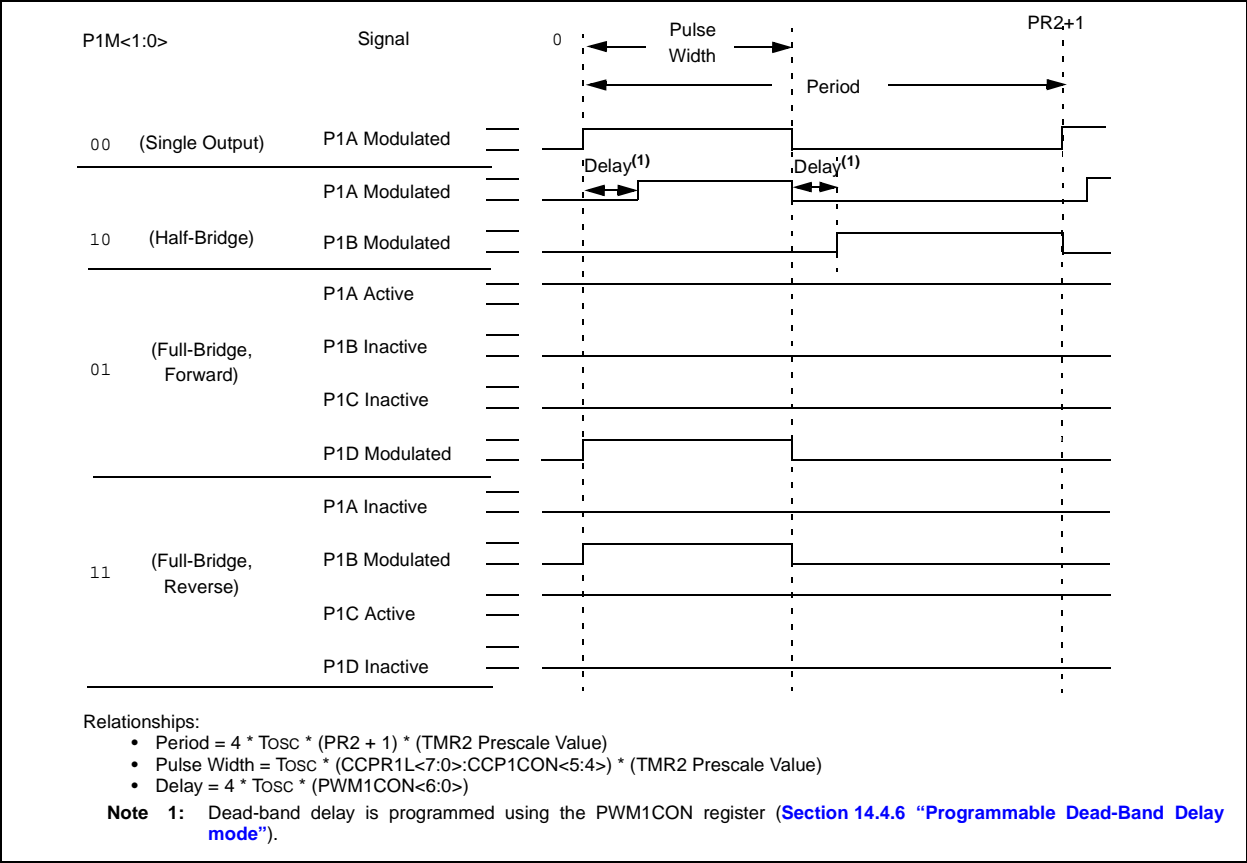 P1M<1:0>
Signal
0
Pulse
Width
PR2+1
Period
00
(Single Output)
P1A Modulated
Delay(1)
Delay(1)
P1A Modulated
10
(Half-Bridge)
P1B Modulated
P1A Active
01
(Full-Bridge,
Forward)
P1B Inactive
P1C Inactive
P1D Modulated
P1A Inactive
11
(Full-Bridge,
Reverse)
P1B Modulated
P1C Active
P1D Inactive
Relationships:
• Period = 4 * TOSC * (PR2 + 1) * (TMR2 Prescale Value)
• Pulse Width = TOSC * (CCPR1L<7:0>:CCP1CON<5:4>) * (TMR2 Prescale Value)
• Delay = 4 * TOSC * (PWM1CON<6:0>)
Note 1: Dead-band delay is programmed using the PWM1CON register (Section 14.4.6 “Programmable Dead-Band Delay
mode”).